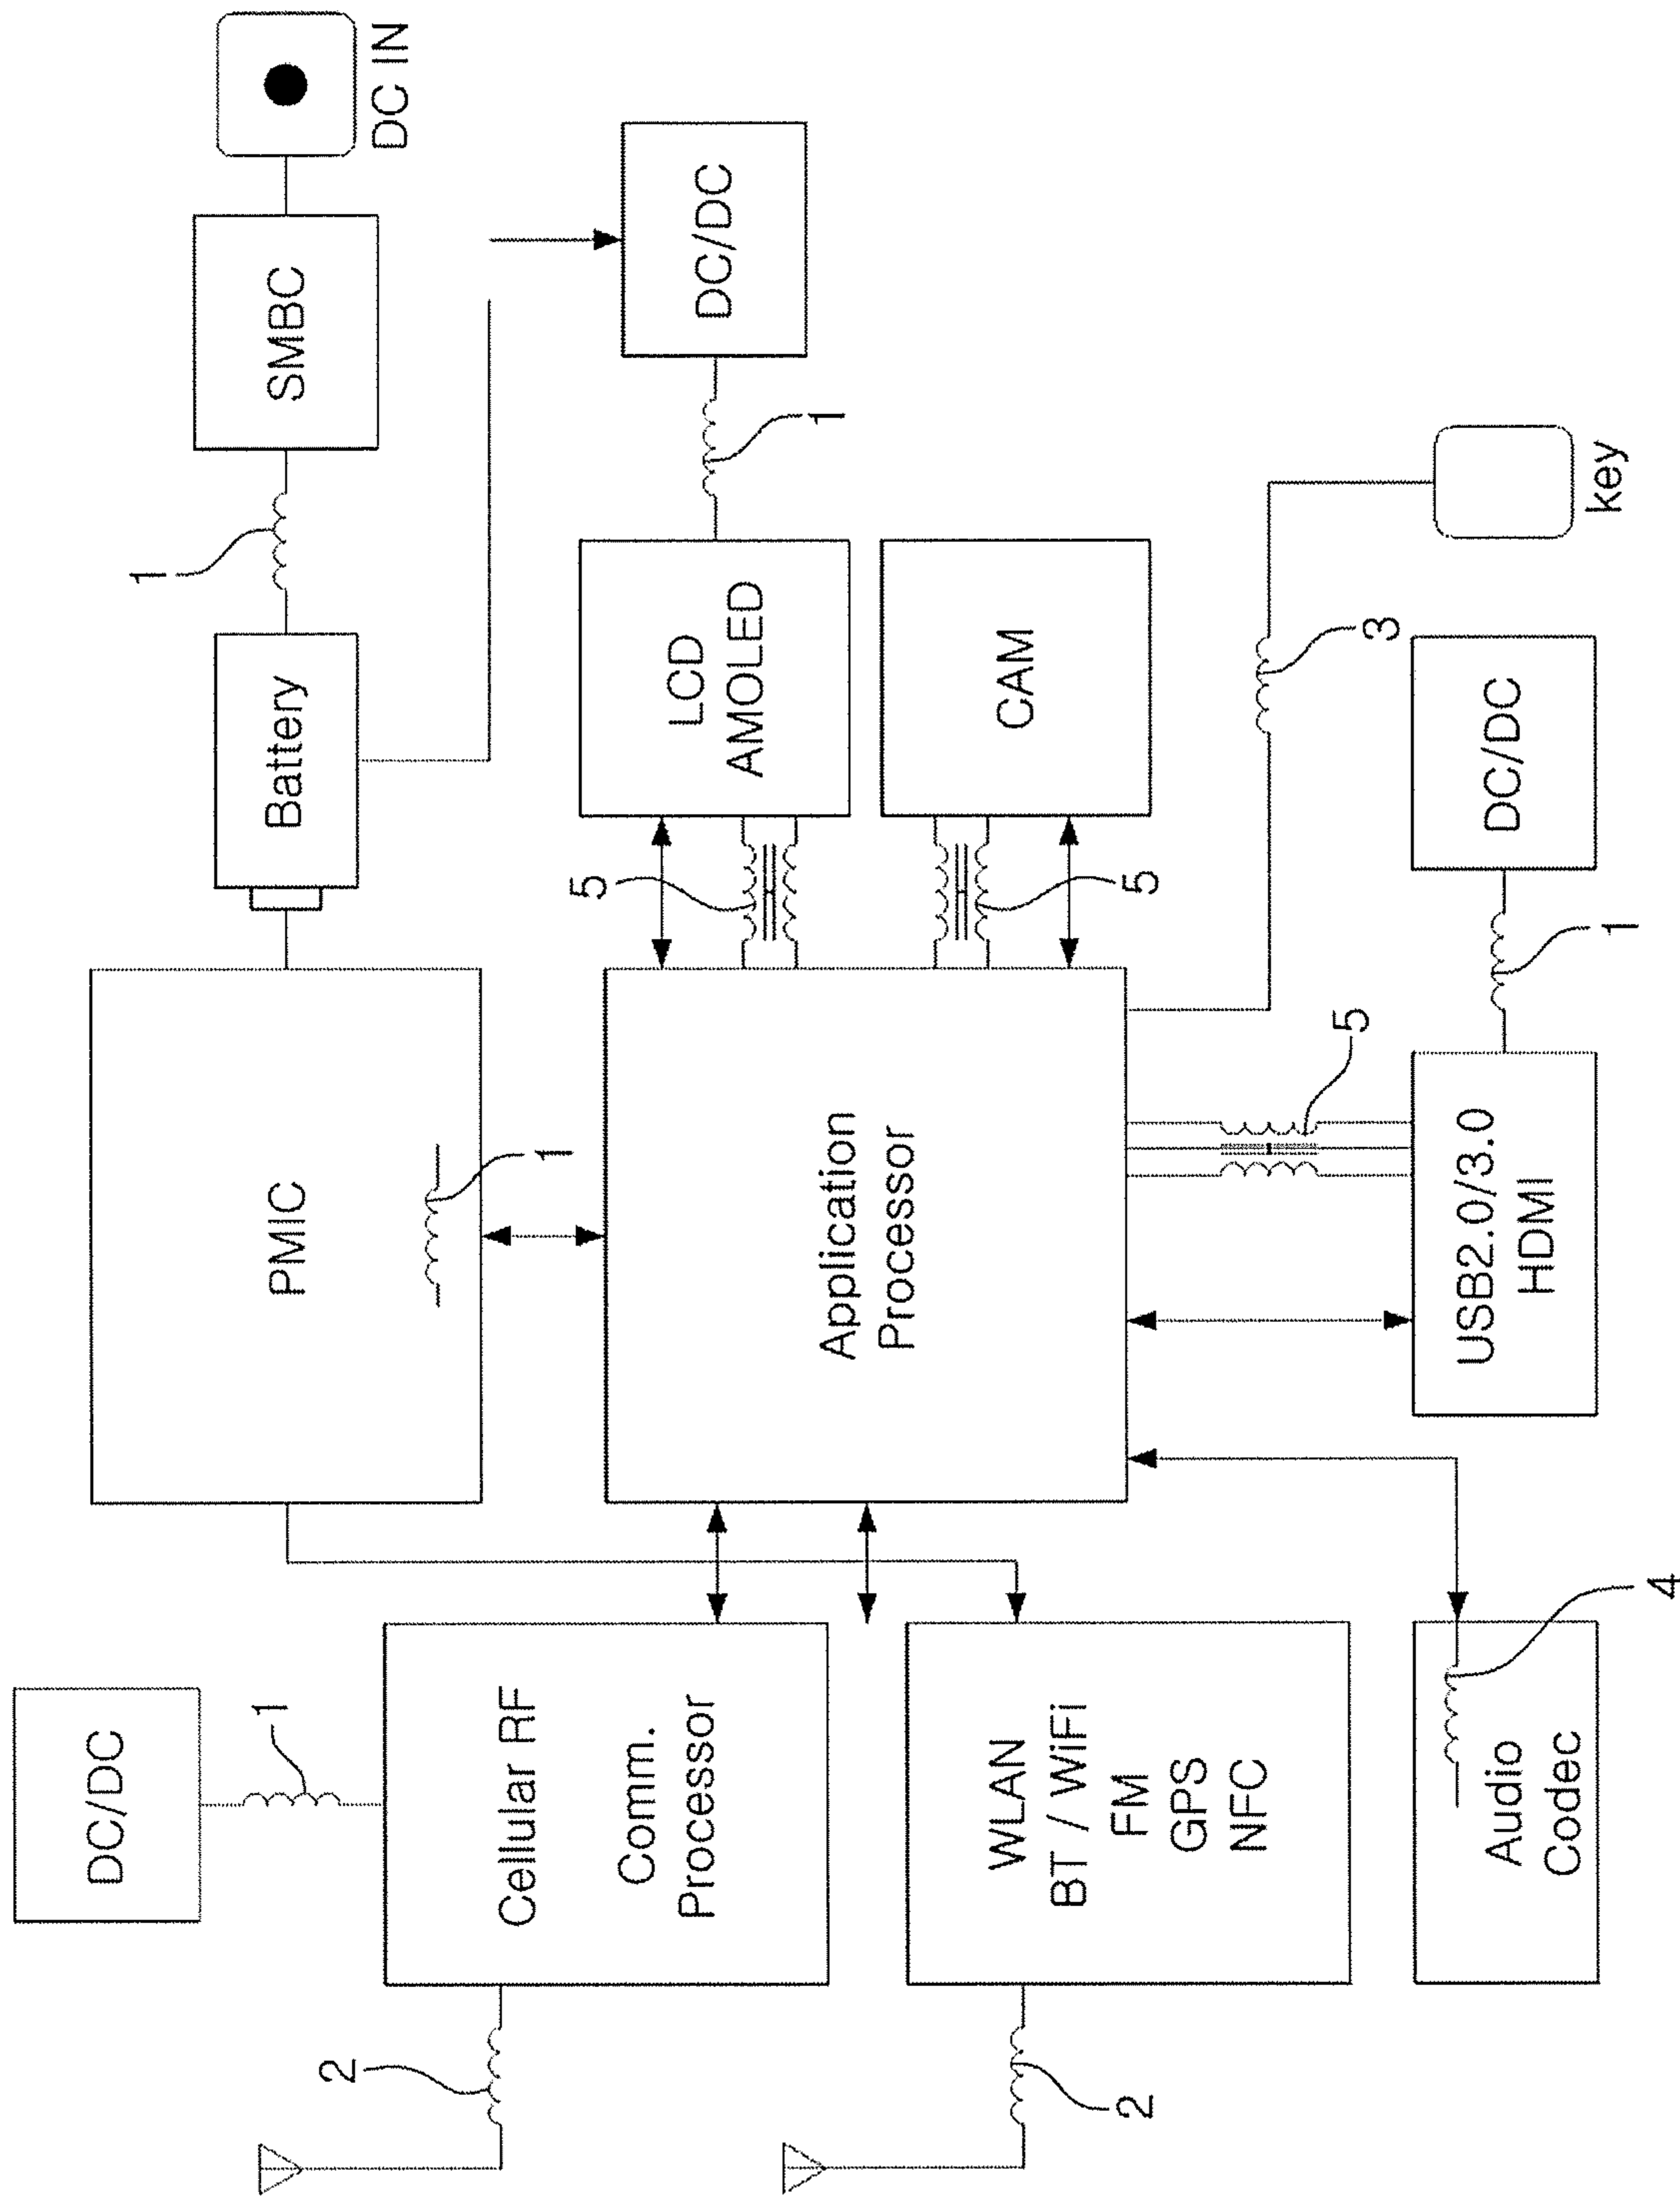 DC/DC
1
1
PMIC
Battery
SMBC
DC IN
2
Cellular RF
Comm.
Processor
1
5
LCD
AMOLED
DC/DC
1
Application
Processor
WLAN
BT / WiFi
FM
GPS
NFC
CAM
2
5
5
3
Audio
Codec
USB2.0/3.0
HDMI
DC/DC
key
1
4